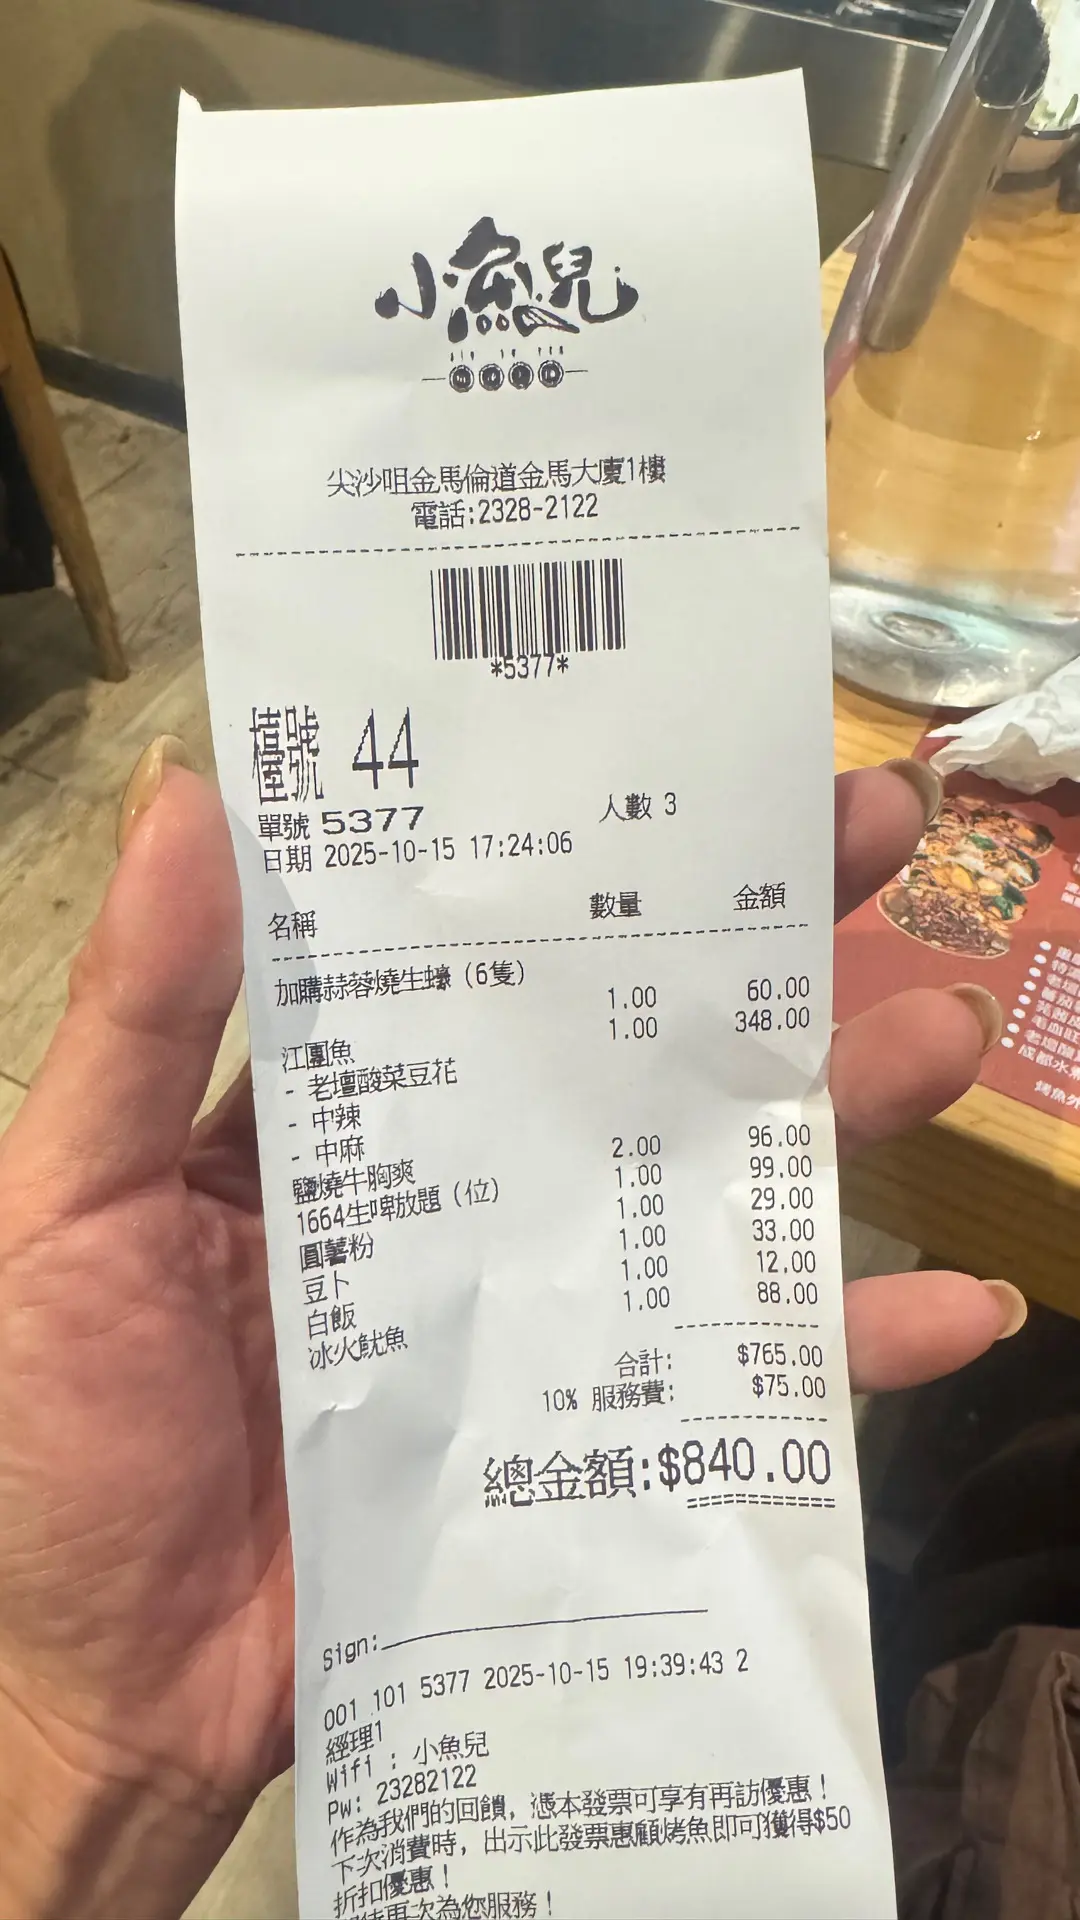 小魚兒
尖沙咀金馬倫道金馬大廈1樓
電話:2328-2122
*5377*
檯號 44
單號 5377 人數 3
日期 2025-10-15 17:24:06
名稱 數量 金額
加購蒜蓉燒生蠔（6隻） 1.00 60.00
江團魚 1.00 348.00
- 老壇酸菜豆花
- 中辣
- 中麻
鹽燒牛胸爽 2.00 96.00
1664生啤放題（位） 1.00 99.00
圓薯粉 1.00 29.00
豆卜 1.00 33.00
白飯 1.00 12.00
冰火魷魚 1.00 88.00
合計: $765.00
10% 服務費: $75.00
總金額:$840.00
Sign:
001 101 5377 2025-10-15 19:39:43 2
經理1
Wifi : 小魚兒
PW: 23282122
作為我們的回饋，憑本發票可享有再訪優惠！
下次消費時，出示此發票惠顧烤魚即可獲得$50
折扣優惠！
再次為您服務！